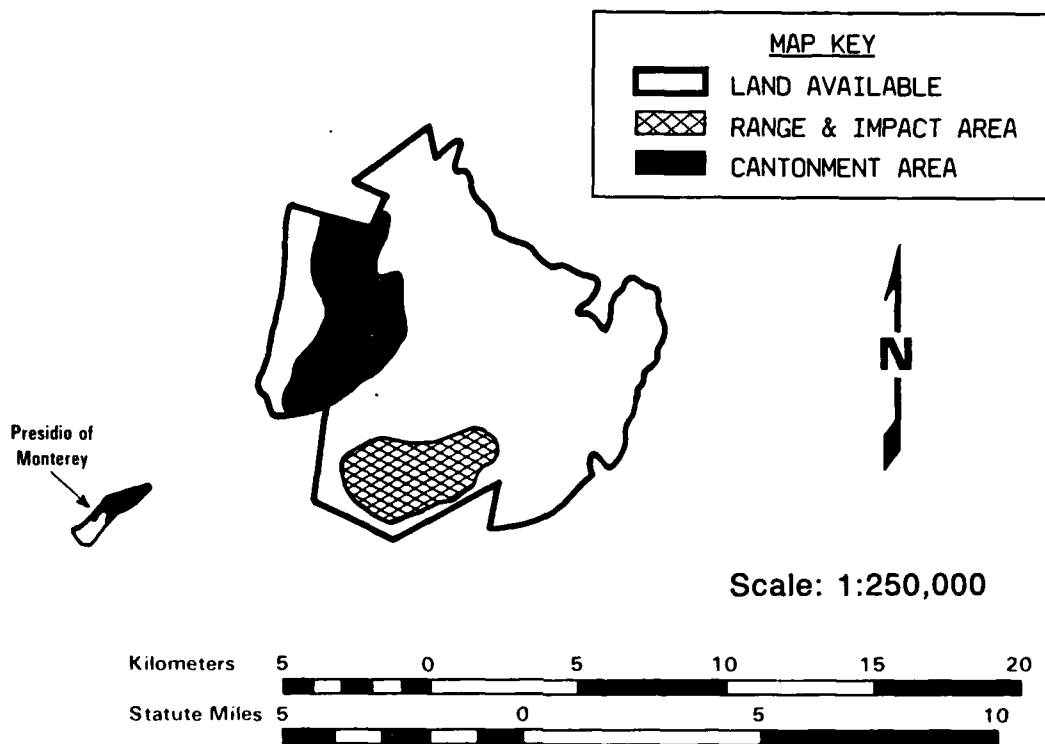 MAP KEY
LAND AVAILABLE
RANGE & IMPACT AREA
CANTONMENT AREA
N
Presidio of
Monterey
Scale: 1:250,000
Kilometers 5 0 5 10 15 20
Statute Miles 5 0 5 10